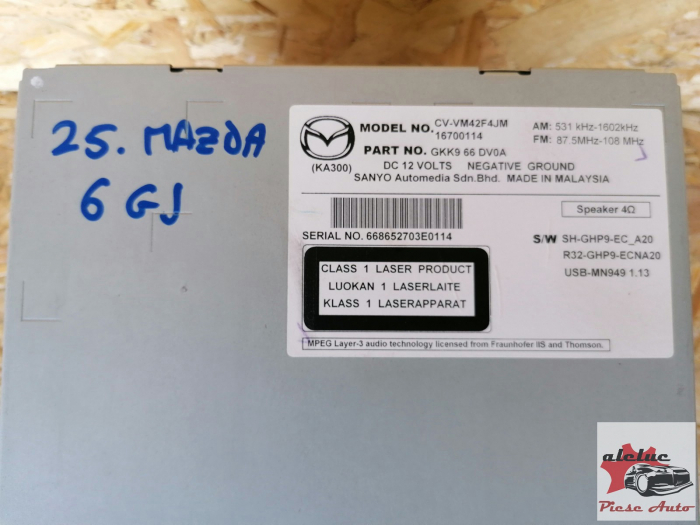 25. MAZDA
6 GJ
(KA300)
MODEL NO. CV-VM42F4JM
16700114
AM: 531 kHz-1602kHz
FM: 87.5MHz-108 MHz
PART NO. GKK9 66 DV0A
DC 12 VOLTS NEGATIVE GROUND
SANYO Automedia Sdn.Bhd. MADE IN MALAYSIA
Speaker 4Ω
SERIAL NO. 668652703E0114
S/W SH-GHP9-EC_A20
R32-GHP9-ECNA20
USB-MN949 1.13
CLASS 1 LASER PRODUCT
LUOKAN 1 LASERLAITE
KLASS 1 LASERAPPARAT
MPEG Layer-3 audio technology licensed from Fraunhofer IIS and Thomson.
aleluc
Piese Auto